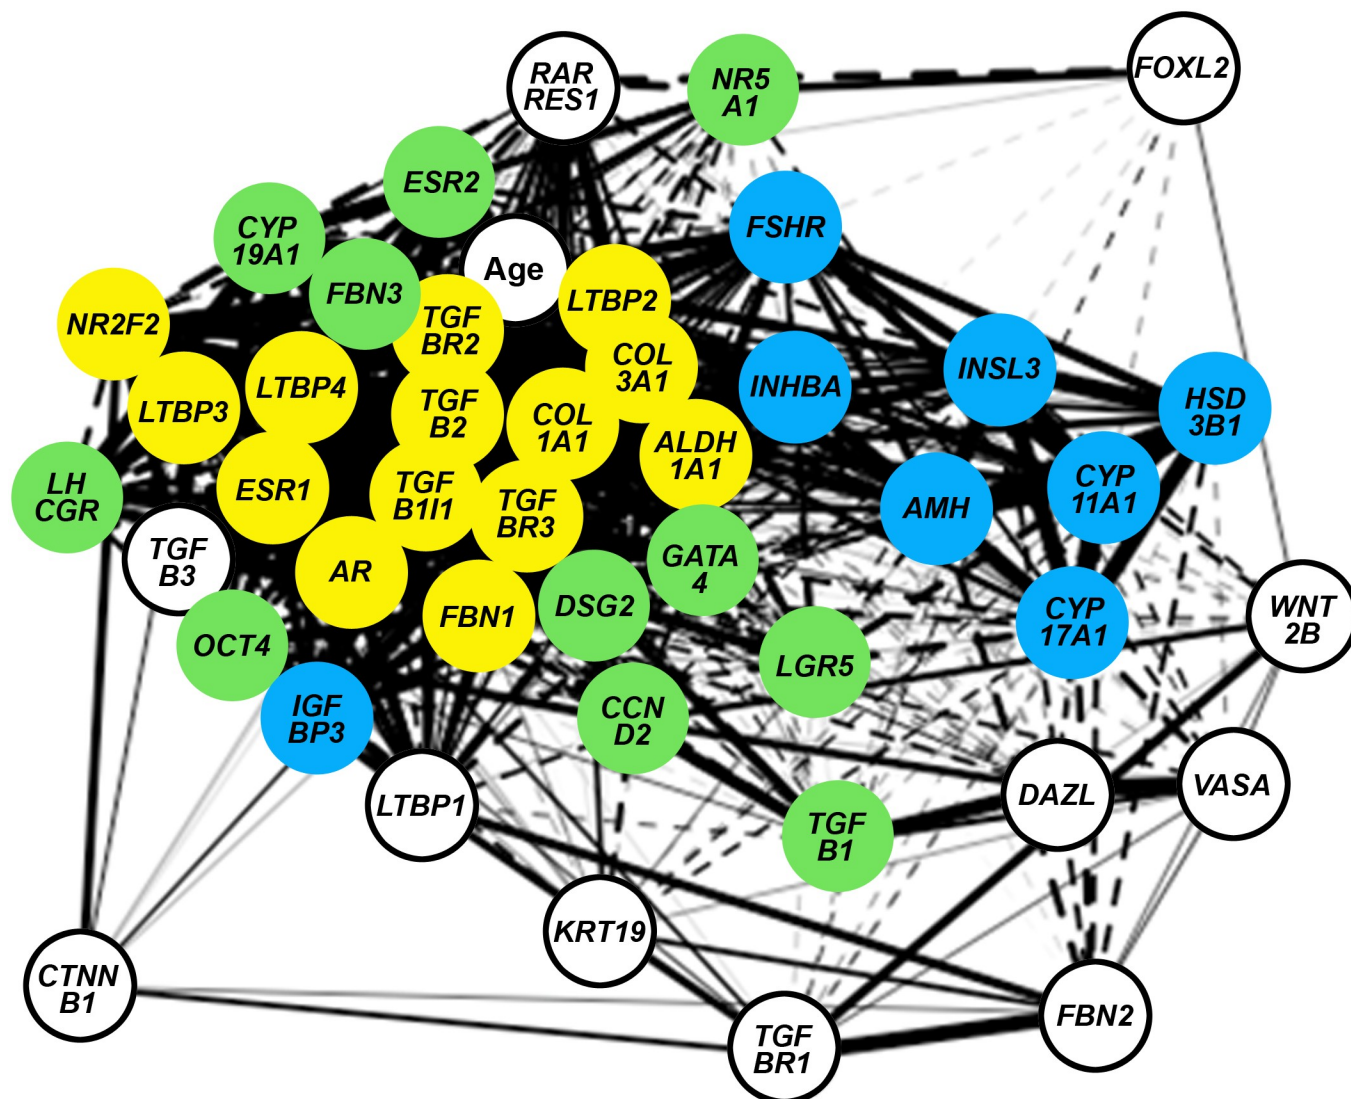 RAR
RES1
NR5
A1
FOXL2
ESR2
CYP
19A1
FSHR
Age
FBN3
LTBP2
NR2F2
TGF
BR2
COL
3A1
LTBP4
INHBA
INSL3
HSD
3B1
LTBP3
TGF
B2
COL
1A1
ALDH
1A1
LH
CGR
ESR1
TGF
B1I1
TGF
BR3
AMH
CYP
11A1
TGF
B3
AR
GATA
4
OCT4
FBN1
DSG2
LGR5
CYP
17A1
WNT
2B
IGF
BP3
CCN
D2
LTBP1
DAZL
VASA
TGF
B1
KRT19
CTNN
B1
TGF
BR1
FBN2